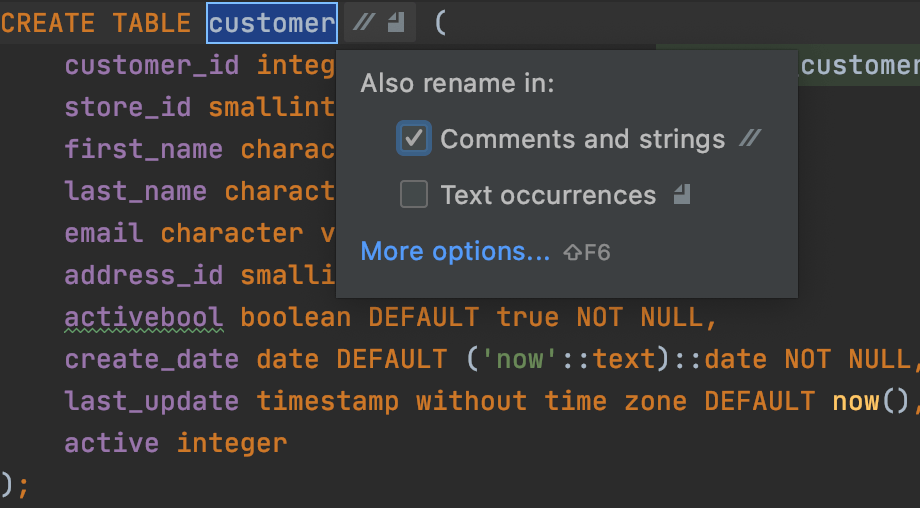 CREATE TABLE customer // (
customer_id integ _customer
store_id smallint
first_name charac
last_name charact
email character v
address_id smalli
activebool boolean DEFAULT true NOT NULL,
create_date date DEFAULT ('now'::text)::date NOT NULL,
last_update timestamp without time zone DEFAULT now(),
active integer
);
Also rename in:
Comments and strings //
Text occurrences
More options... ⇧F6